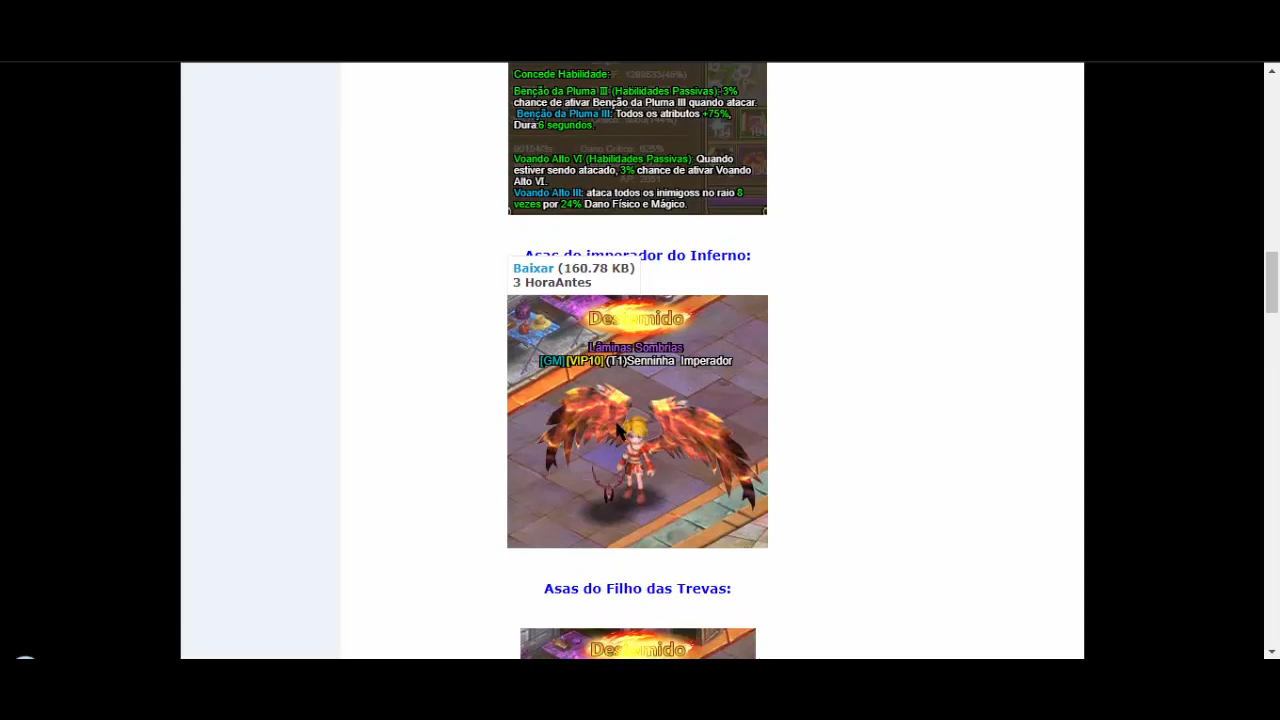 Concede Habilidade:
Benção da Pluma III (Habilidades Passivas): 3%
chance de ativar Benção da Pluma III quando atacar.
Benção da Pluma III: Todos os atributos +75%,
Dura:6 segundos.
Voando Alto VI (Habilidades Passivas): Quando
estiver sendo atacado, 3% chance de ativar Voando
Alto VI.
Voando Alto III: ataca todos os inimigoss no raio 8
vezes por 24% Dano Físico e Mágico.
Asas do imperador do Inferno:
Baixar (160.78 KB)
3 HoraAntes
Lâminas Sombrias
[GM][VIP10](T1)Senninha Imperador
Asas do Filho das Trevas: